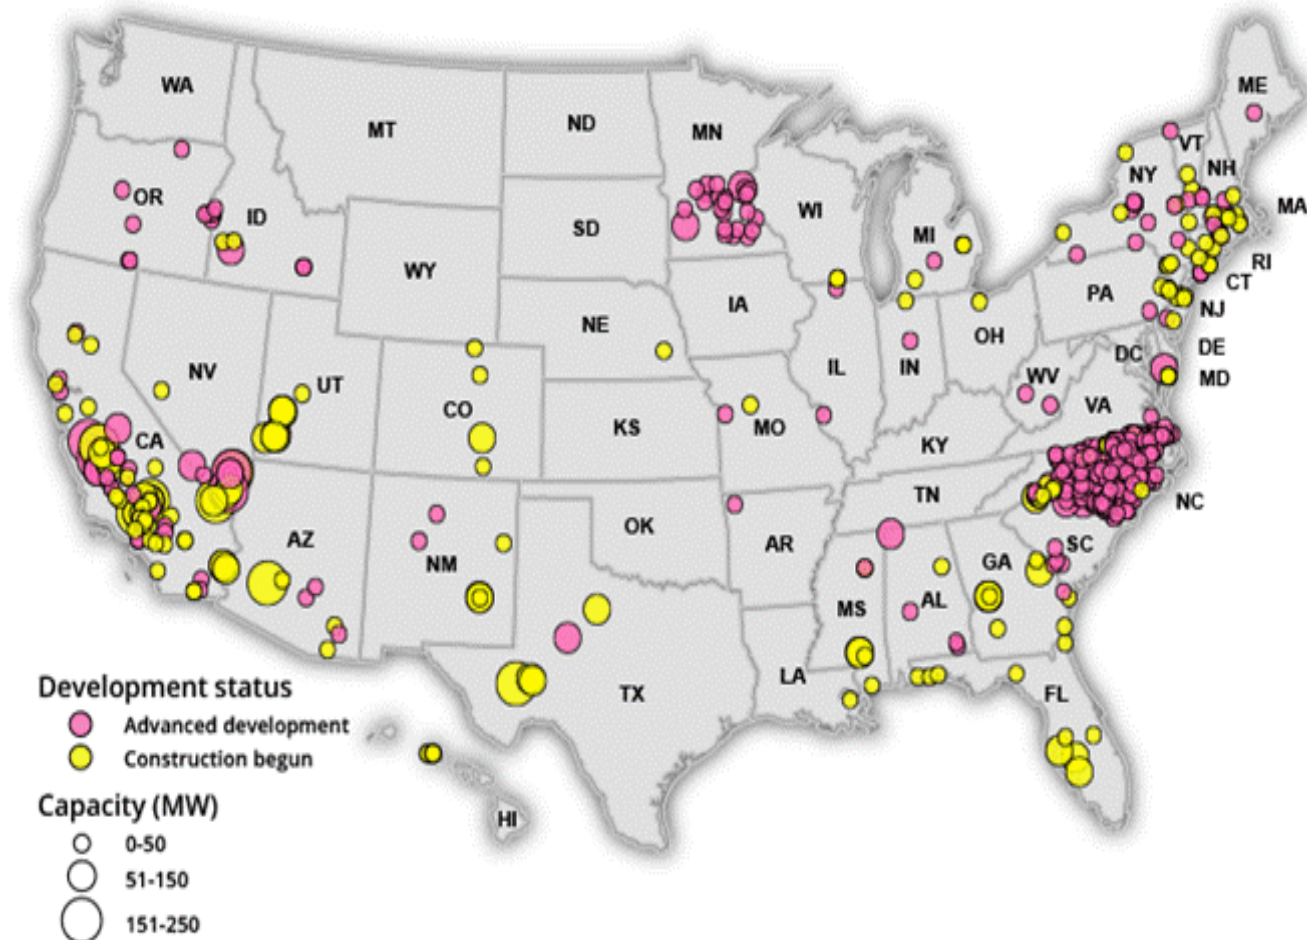 WA
ME
MT
ND
MN
VT
NH
NY
OR
ID
WI
MA
SD
MI
WY
RI
CT
IA
PA
NJ
NE
OH
NV
UT
IL
IN
DC
DE
MD
WV
CO
VA
CA
KS
MO
KY
NC
TN
OK
AZ
NM
AR
SC
GA
MS
AL
LA
TX
FL
HI
Development status
Advanced development
Construction begun
Capacity (MW)
0-50
51-150
151-250